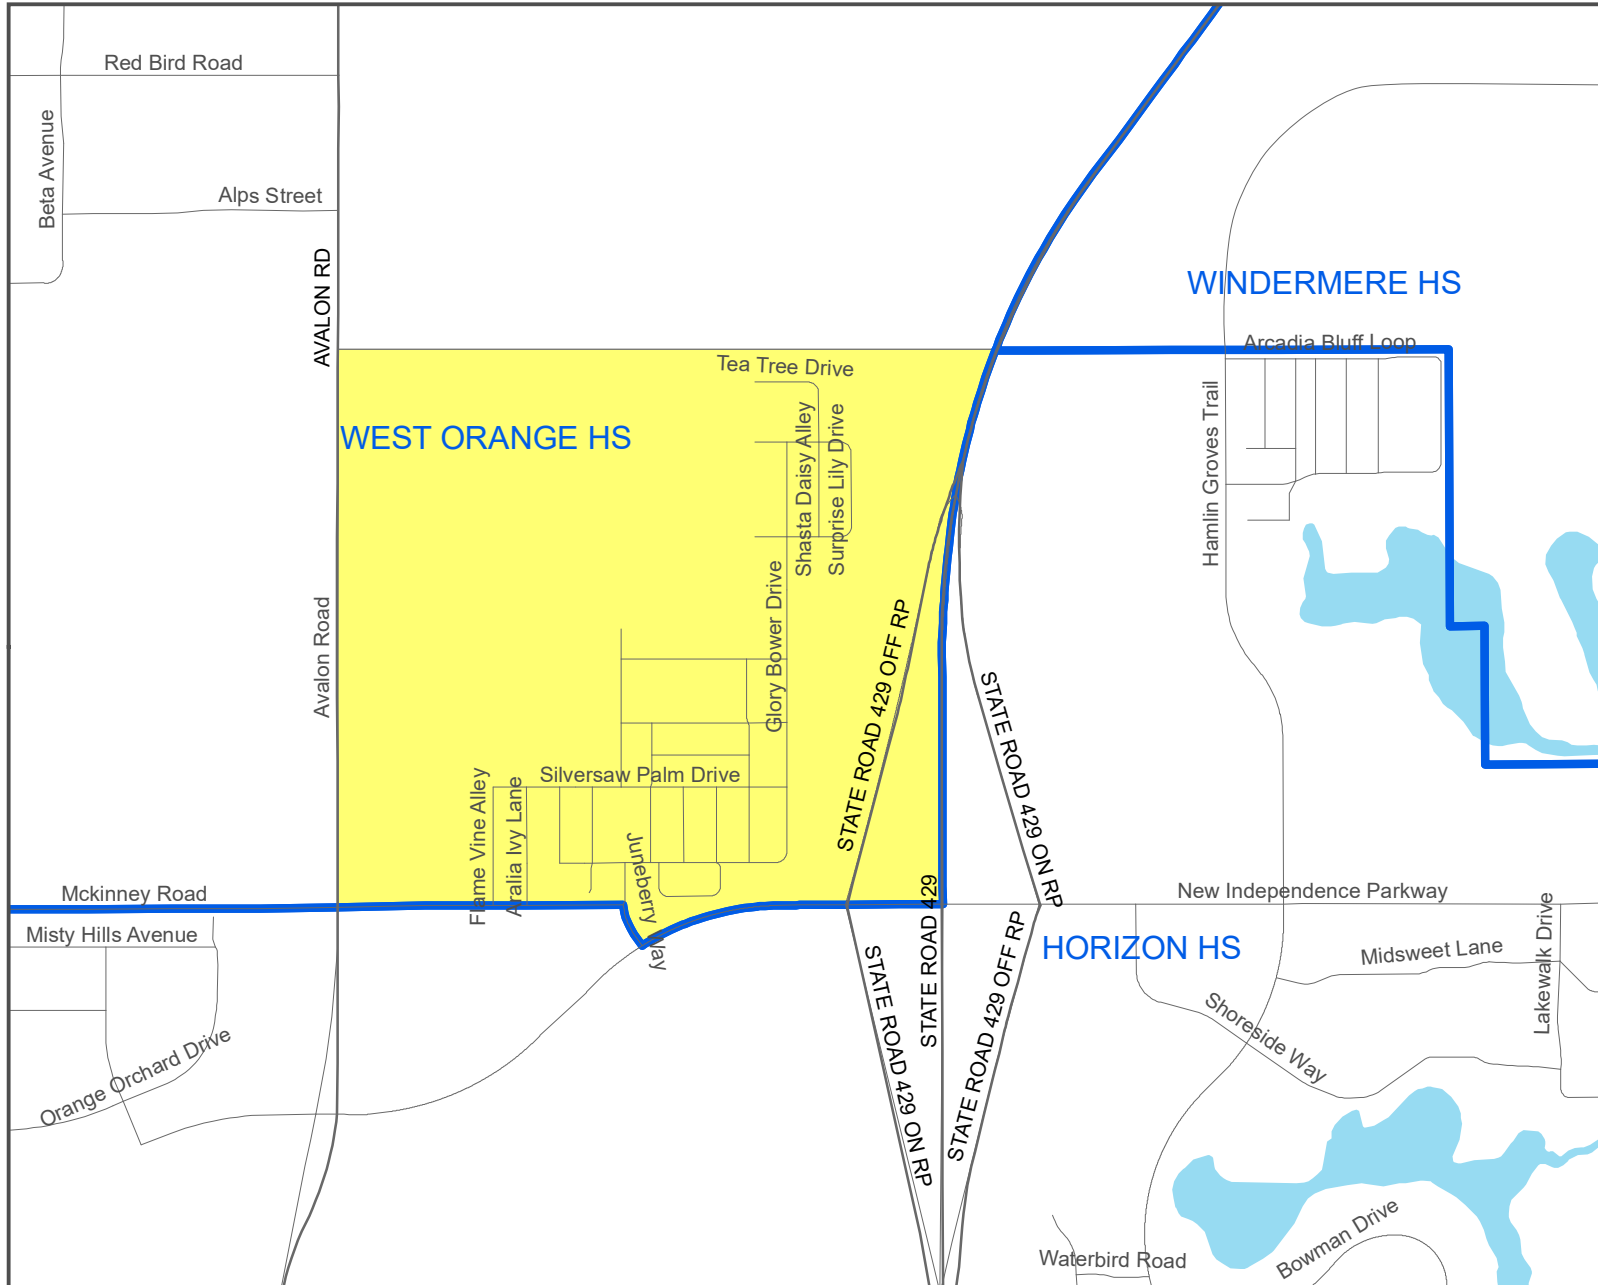 Red Bird Road
Beta Avenue
Alps Street
AVALON RD
WINDERMERE HS
Arcadia Bluff Loop
Tea Tree Drive
WEST ORANGE HS
Shasta Daisy Alley
Surprise Lily Drive
Hamlin Groves Trail
Avalon Road
Glory Bower Drive
STATE ROAD 429 OFF RP
STATE ROAD 429 ON RP
Silversaw Palm Drive
Flame Vine Alley
Aralia Ivy Lane
Juneberry Way
Mckinney Road
New Independence Parkway
Misty Hills Avenue
STATE ROAD 429
HORIZON HS
Midsweet Lane
Lakewalk Drive
STATE ROAD 429 ON RP
STATE ROAD 429 OFF RP
Shoreside Way
Orange Orchard Drive
Waterbird Road
Bowman Drive